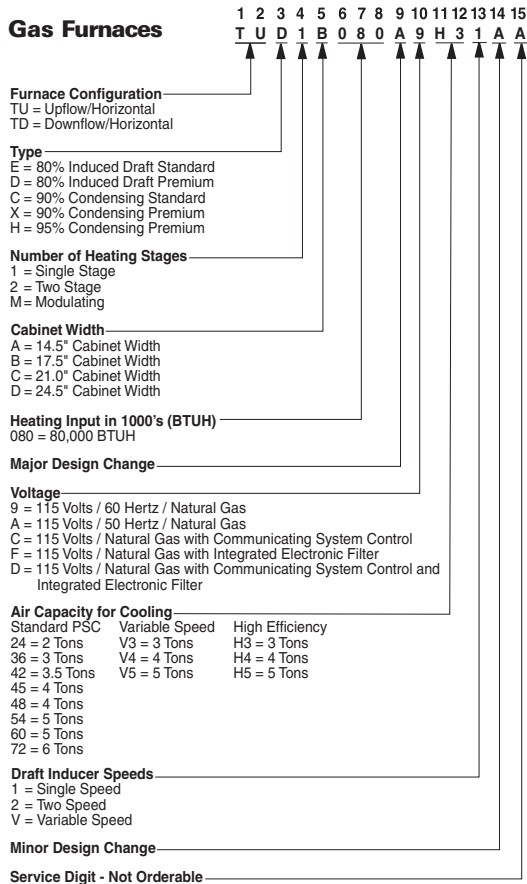 Gas Furnaces
1 2 3 4 5 6 7 8 9 10 11 12 13 14 15
T U D 1 B 0 8 0 A 9 H 3 1 A A
Furnace Configuration
TU = Upflow/Horizontal
TD = Downflow/Horizontal
Type
E = 80% Induced Draft Standard
D = 80% Induced Draft Premium
C = 90% Condensing Standard
X = 90% Condensing Premium
H = 95% Condensing Premium
Number of Heating Stages
1 = Single Stage
2 = Two Stage
M= Modulating
Cabinet Width
A = 14.5" Cabinet Width
B = 17.5" Cabinet Width
C = 21.0" Cabinet Width
D = 24.5" Cabinet Width
Heating Input in 1000's (BTUH)
080 = 80,000 BTUH
Major Design Change
Voltage
9 = 115 Volts / 60 Hertz / Natural Gas
A = 115 Volts / 50 Hertz / Natural Gas
C = 115 Volts / Natural Gas with Communicating System Control
F = 115 Volts / Natural Gas with Integrated Electronic Filter
D = 115 Volts / Natural Gas with Communicating System Control and
Integrated Electronic Filter
Air Capacity for Cooling
Standard PSC Variable Speed High Efficiency
24 = 2 Tons V3 = 3 Tons H3 = 3 Tons
36 = 3 Tons V4 = 4 Tons H4 = 4 Tons
42 = 3.5 Tons V5 = 5 Tons H5 = 5 Tons
45 = 4 Tons
48 = 4 Tons
54 = 5 Tons
60 = 5 Tons
72 = 6 Tons
Draft Inducer Speeds
1 = Single Speed
2 = Two Speed
V = Variable Speed
Minor Design Change
Service Digit - Not Orderable